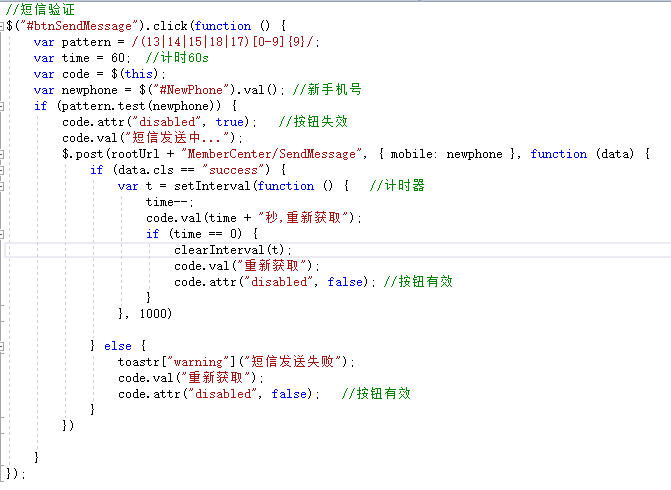 //短信验证
$("#btnSendMessage").click(function () {
var pattern = /(13|14|15|18|17)[0-9]{9}/;
var time = 60; //计时60s
var code = $(this);
var newphone = $("#NewPhone").val(); //新手机号
if (pattern.test(newphone)) {
code.attr("disabled", true); //按钮失效
code.val("短信发送中...");
$.post(rootUrl + "MemberCenter/SendMessage", { mobile: newphone }, function (data) {
if (data.cls == "success") {
var t = setInterval(function () { //计时器
time--;
code.val(time + "秒,重新获取");
if (time == 0) {
clearInterval(t);
code.val("重新获取");
code.attr("disabled", false); //按钮有效
}
}, 1000)
} else {
toastr["warning"]("短信发送失败");
code.val("重新获取");
code.attr("disabled", false); //按钮有效
}
})
}
});